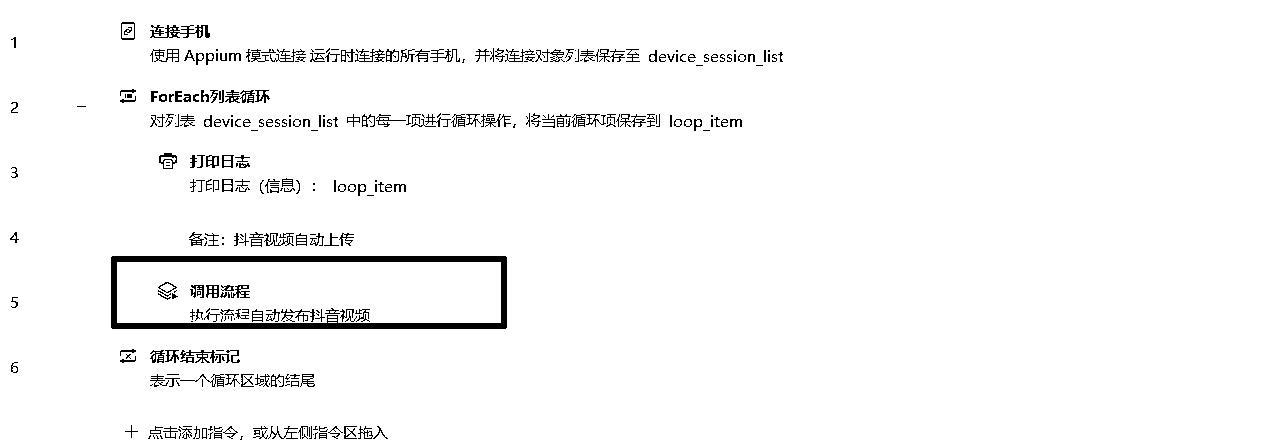 1
连接手机
使用 Appium 模式连接 运行时连接的所有手机，并将连接对象列表保存至 device_session_list
2
ForEach列表循环
对列表 device_session_list 中的每一项进行循环操作，将当前循环项保存到 loop_item
3
打印日志
打印日志（信息）： loop_item
4
备注：抖音视频自动上传
5
调用流程
执行流程自动发布抖音视频
6
循环结束标记
表示一个循环区域的结尾
点击添加指令，或从左侧指令区拖入